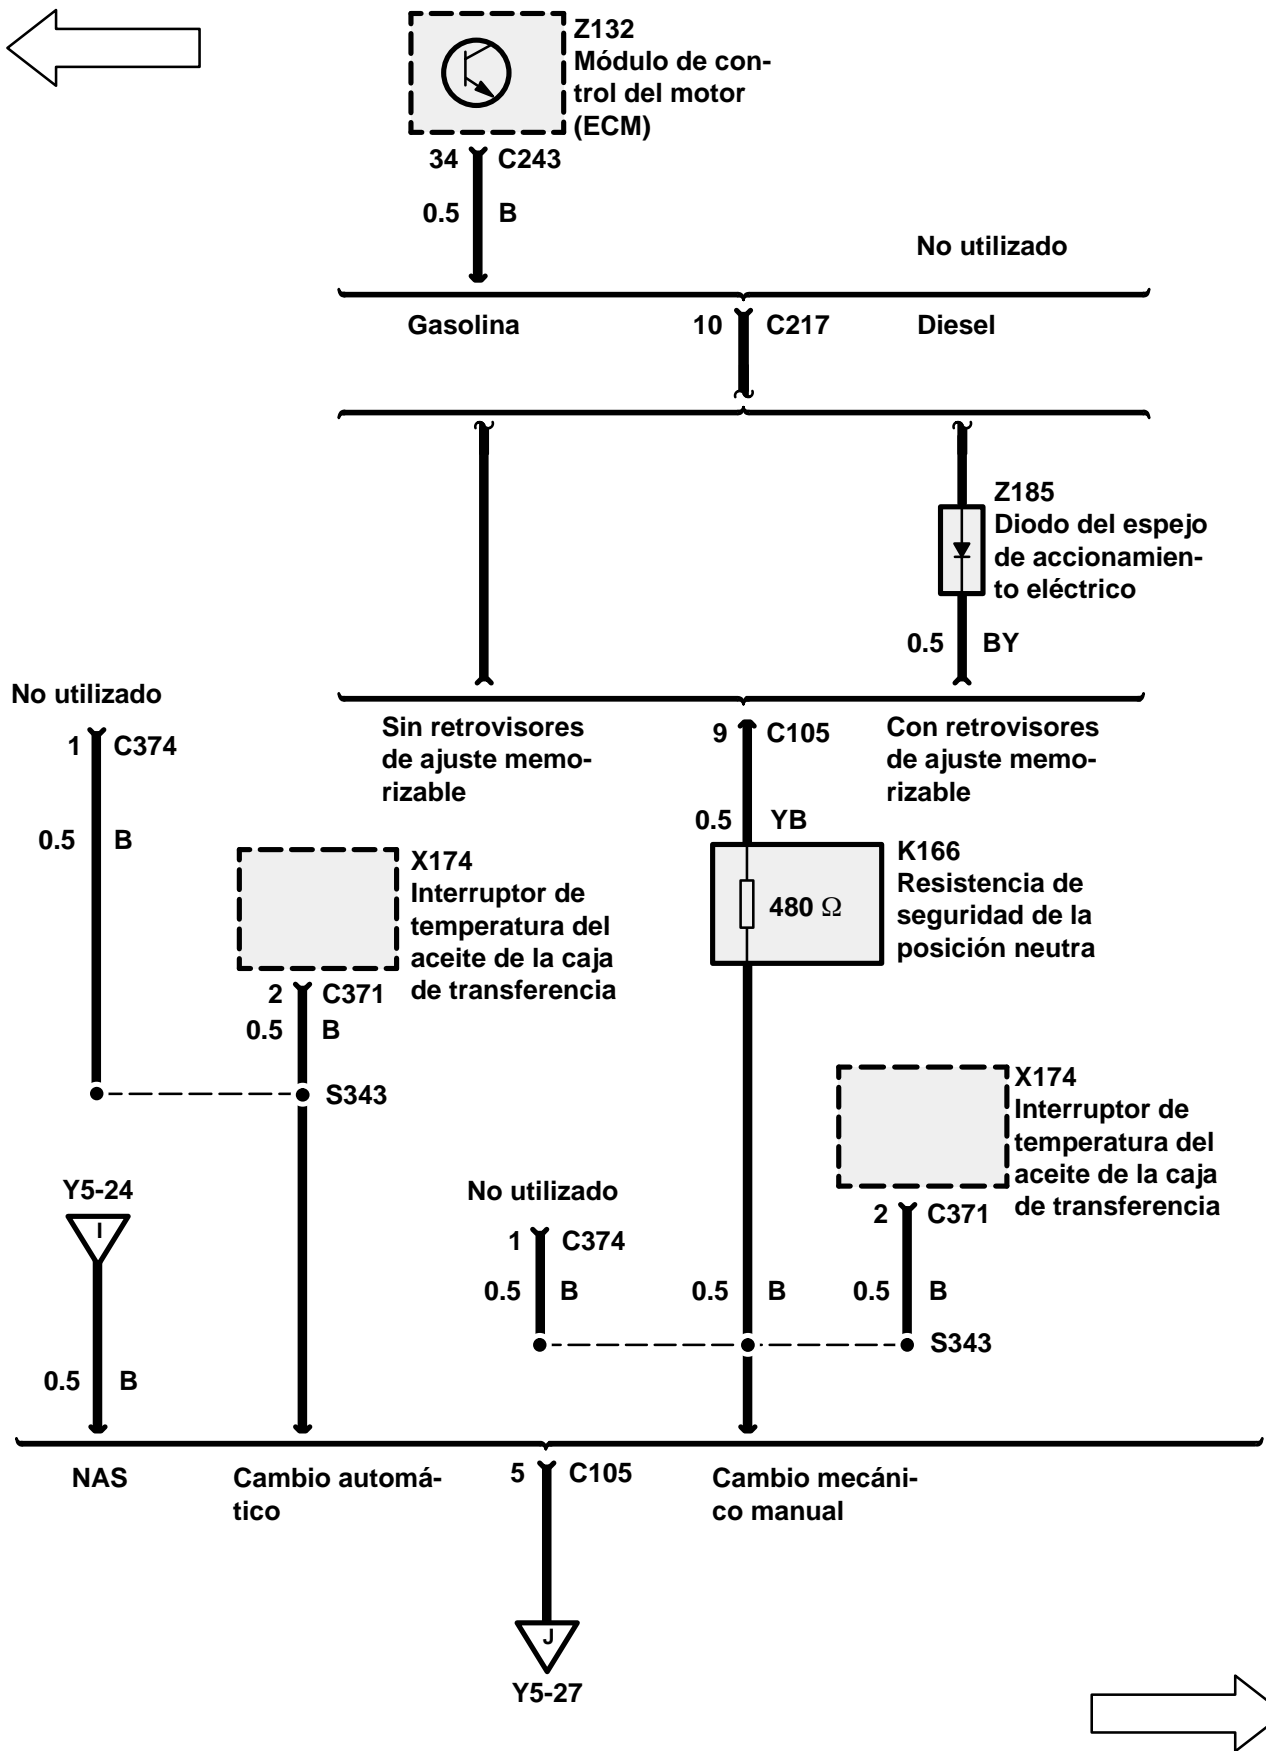 Z132
Módulo de con-
trol del motor
(ECM)
34 C243
0.5 B
No utilizado
Gasolina 10 C217 Diesel
Z185
Diodo del espejo
de accionamien-
to eléctrico
0.5 BY
No utilizado
1 C374
Sin retrovisores
de ajuste memo-
rizable
9 C105
Con retrovisores
de ajuste memo-
rizable
0.5 YB
0.5 B
X174
Interruptor de
temperatura del
aceite de la caja
de transferencia
K166
Resistencia de
seguridad de la
posición neutra
480 Ω
2 C371
0.5 B
S343
X174
Interruptor de
temperatura del
aceite de la caja
de transferencia
Y5-24
I
No utilizado
2 C371
1 C374
0.5 B
0.5 B
0.5 B
S343
0.5 B
NAS
Cambio automá-
tico
5 C105
Cambio mecáni-
co manual
J
Y5-27